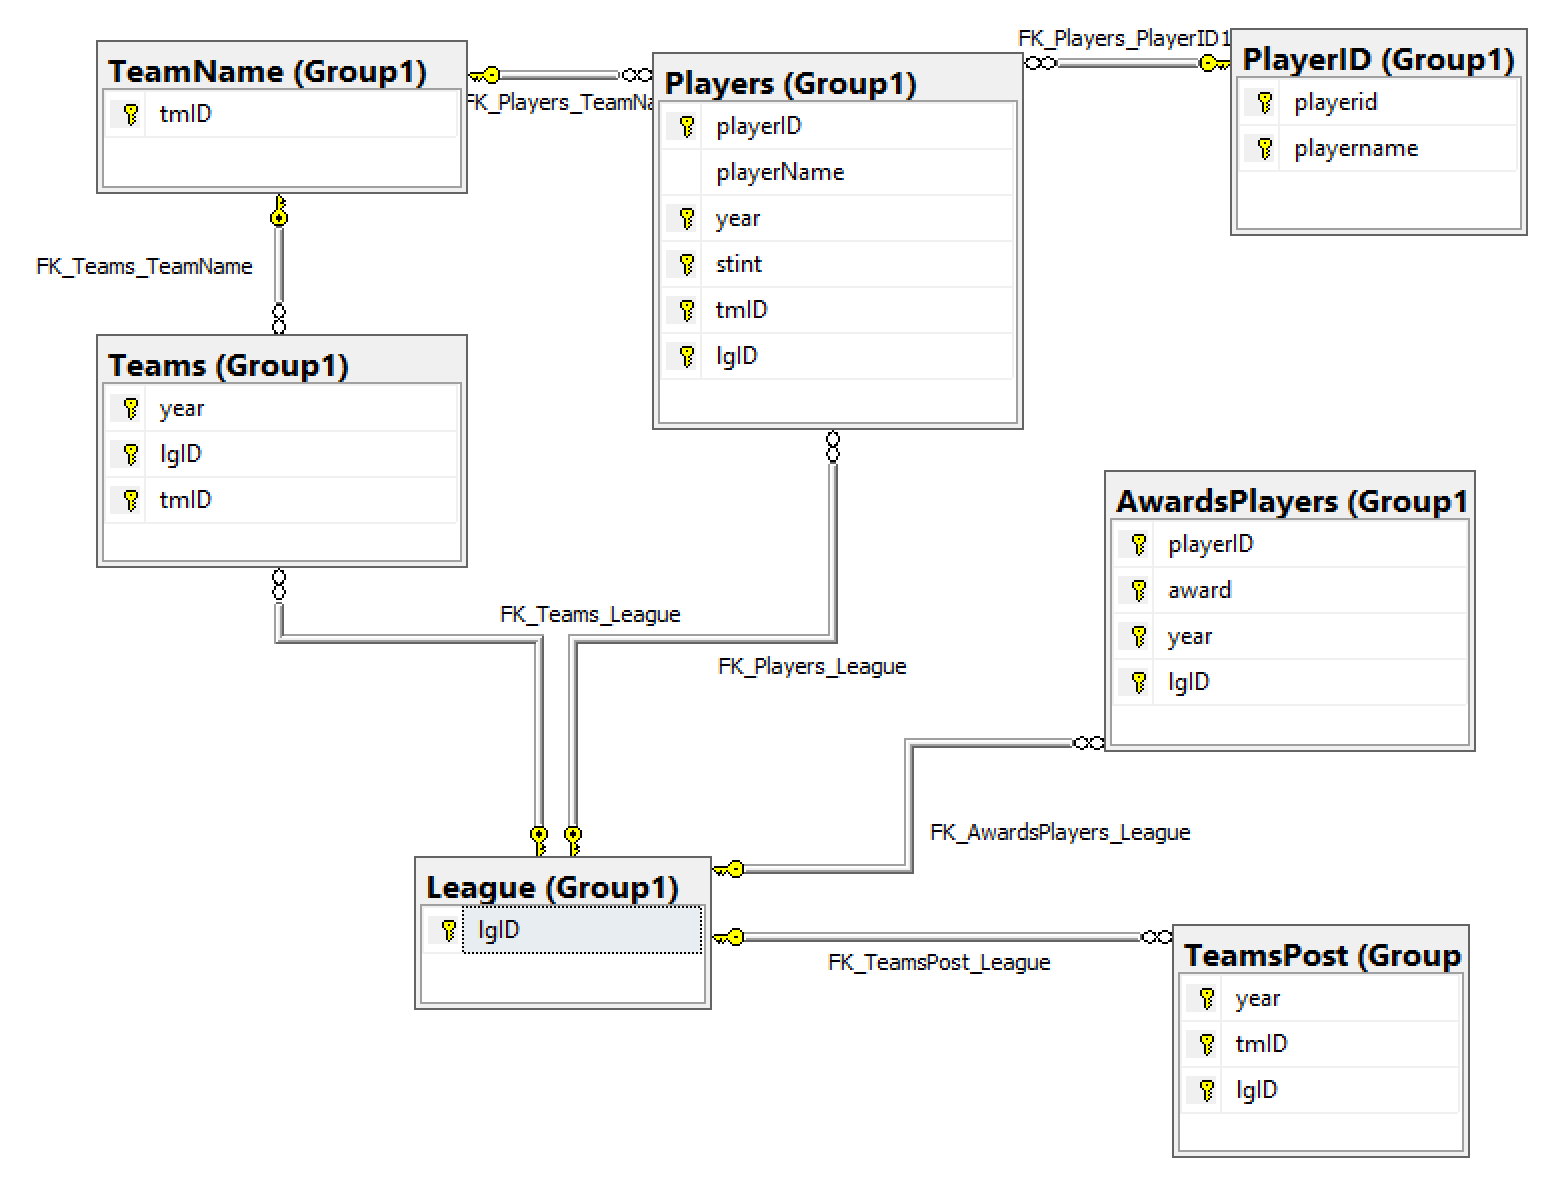 FK_Players_PlayerID1
TeamName (Group1)
tmID
FK_Players_TeamNa
Players (Group1)
playerID
playerName
year
stint
tmID
lgID
PlayerID (Group1)
playerid
playername
FK_Teams_TeamName
Teams (Group1)
year
lgID
tmID
AwardsPlayers (Group1
playerID
award
year
lgID
FK_Teams_League
FK_Players_League
FK_AwardsPlayers_League
League (Group1)
lgID
FK_TeamsPost_League
TeamsPost (Group
year
tmID
lgID